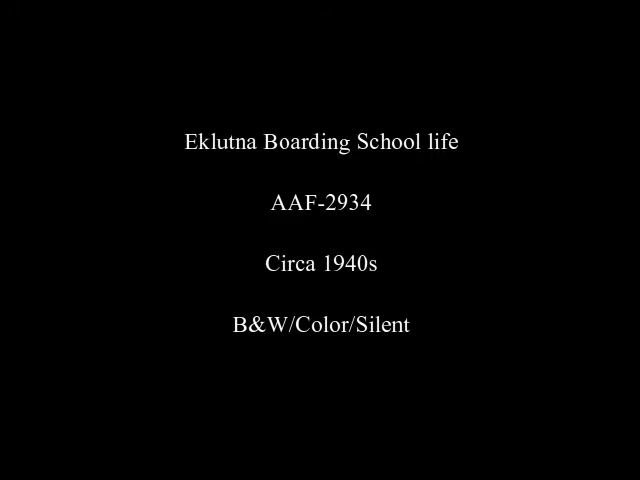 Eklutna Boarding School life
AAF-2934
Circa 1940s
B&W/Color/Silent